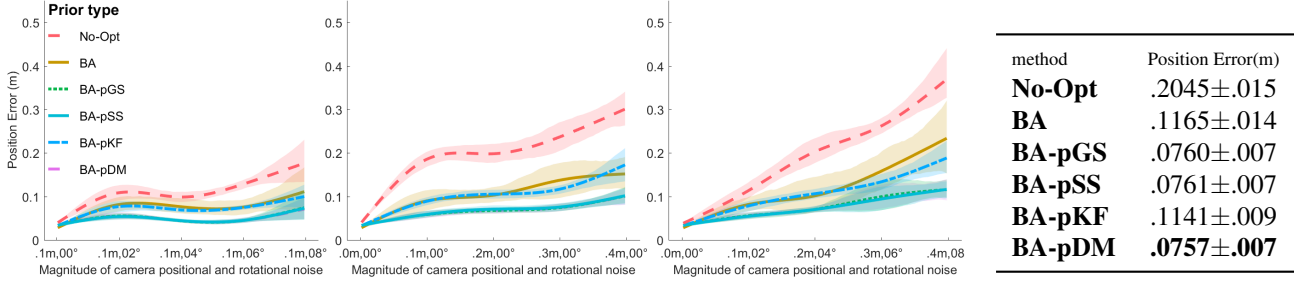 Prior type
No-Opt
BA
BA-pGS
BA-pSS
BA-pKF
BA-pDM
Position Error (m)
0.5
0.4
0.3
0.2
0.1
0
.1m,00°
.1m,02°
.1m,04°
.1m,06°
.1m,08°
Magnitude of camera positional and rotational noise
0.5
0.4
0.3
0.2
0.1
0
.0m,00°
.1m,00°
.2m,00°
.3m,00°
.4m,00°
Magnitude of camera positional and rotational noise
0.5
0.4
0.3
0.2
0.1
0
.0m,00°
.1m,02°
.2m,04°
.3m,06°
.4m,08
Magnitude of camera positional and rotational noise
method Position Error(m)
No-Opt .2045±.015
BA .1165±.014
BA-pGS .0760±.007
BA-pSS .0761±.007
BA-pKF .1141±.009
BA-pDM .0757±.007